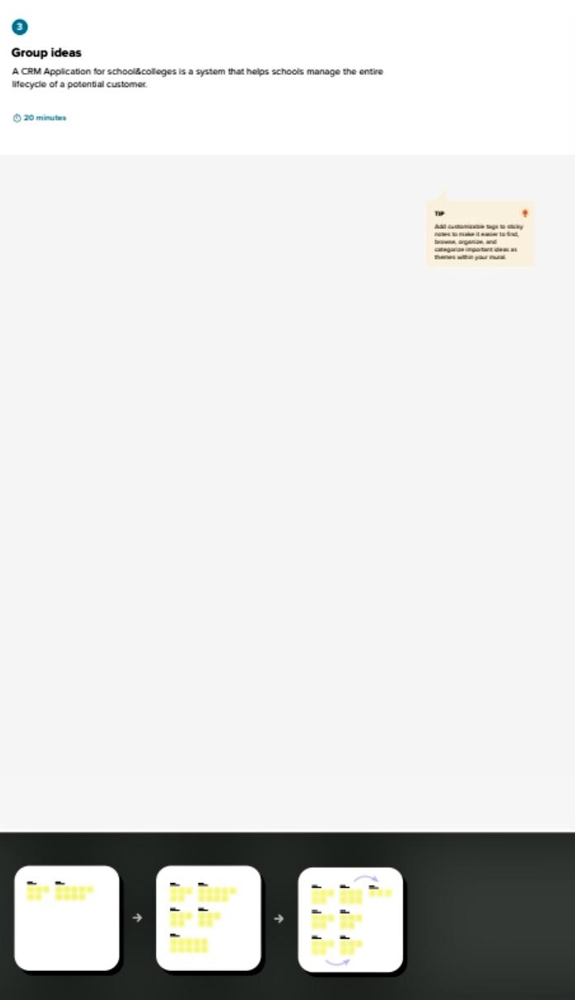 3
Group ideas
A CRM Application for school&colleges is a system that helps schools manage the entire
lifecycle of a potential customer.
20 minutes
TIP
Add customizable tags to sticky
notes to make it easier to find,
browse, organize, and
categorize important ideas as
themes within your mural.